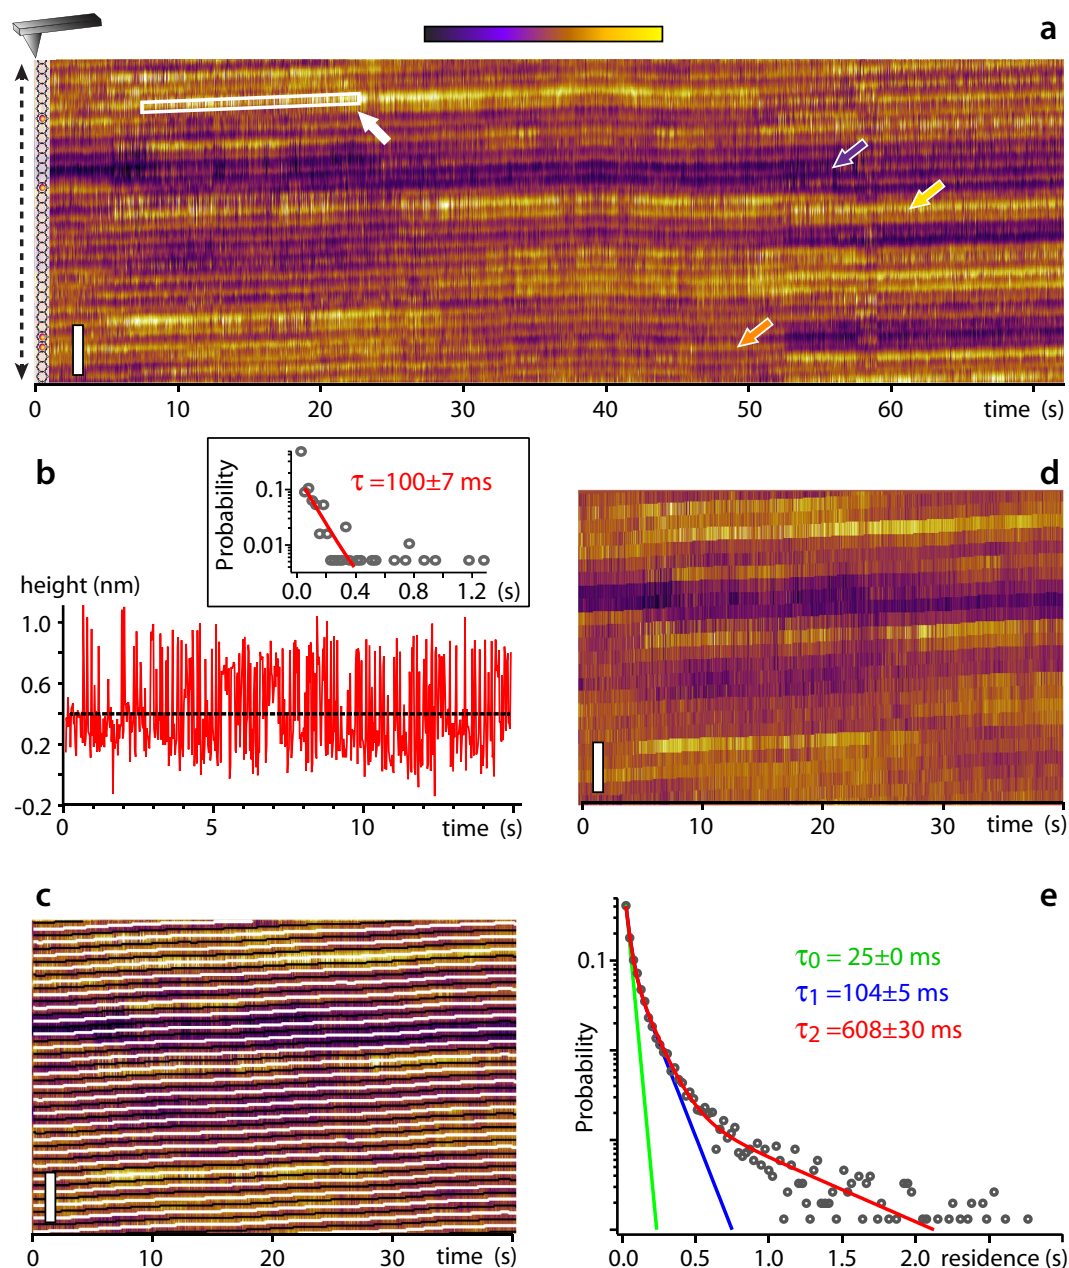 a
0 10 20 30 40 50 60 time (s)
b
Probability
0.1
0.01
τ =100±7 ms
0.0 0.4 0.8 1.2 (s)
height (nm)
1.0
0.6
0.2
-0.2
0 5 10 time (s)
d
0 10 20 30 time (s)
c
0 10 20 30 time (s)
e
Probability
0.1
τ0 = 25±0 ms
τ1 =104±5 ms
τ2 =608±30 ms
0.0 0.5 1.0 1.5 2.0 residence (s)